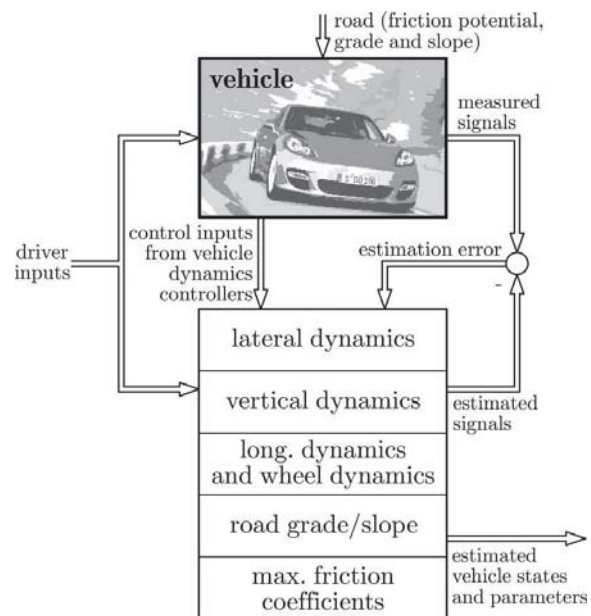 road (friction potential,
grade and slope)
vehicle
measured
signals
control inputs
from vehicle
dynamics
controllers
driver
inputs
estimation error
-
lateral dynamics
vertical dynamics
estimated
signals
long. dynamics
and wheel dynamics
road grade/slope
estimated
vehicle states
and parameters
max. friction
coefficients